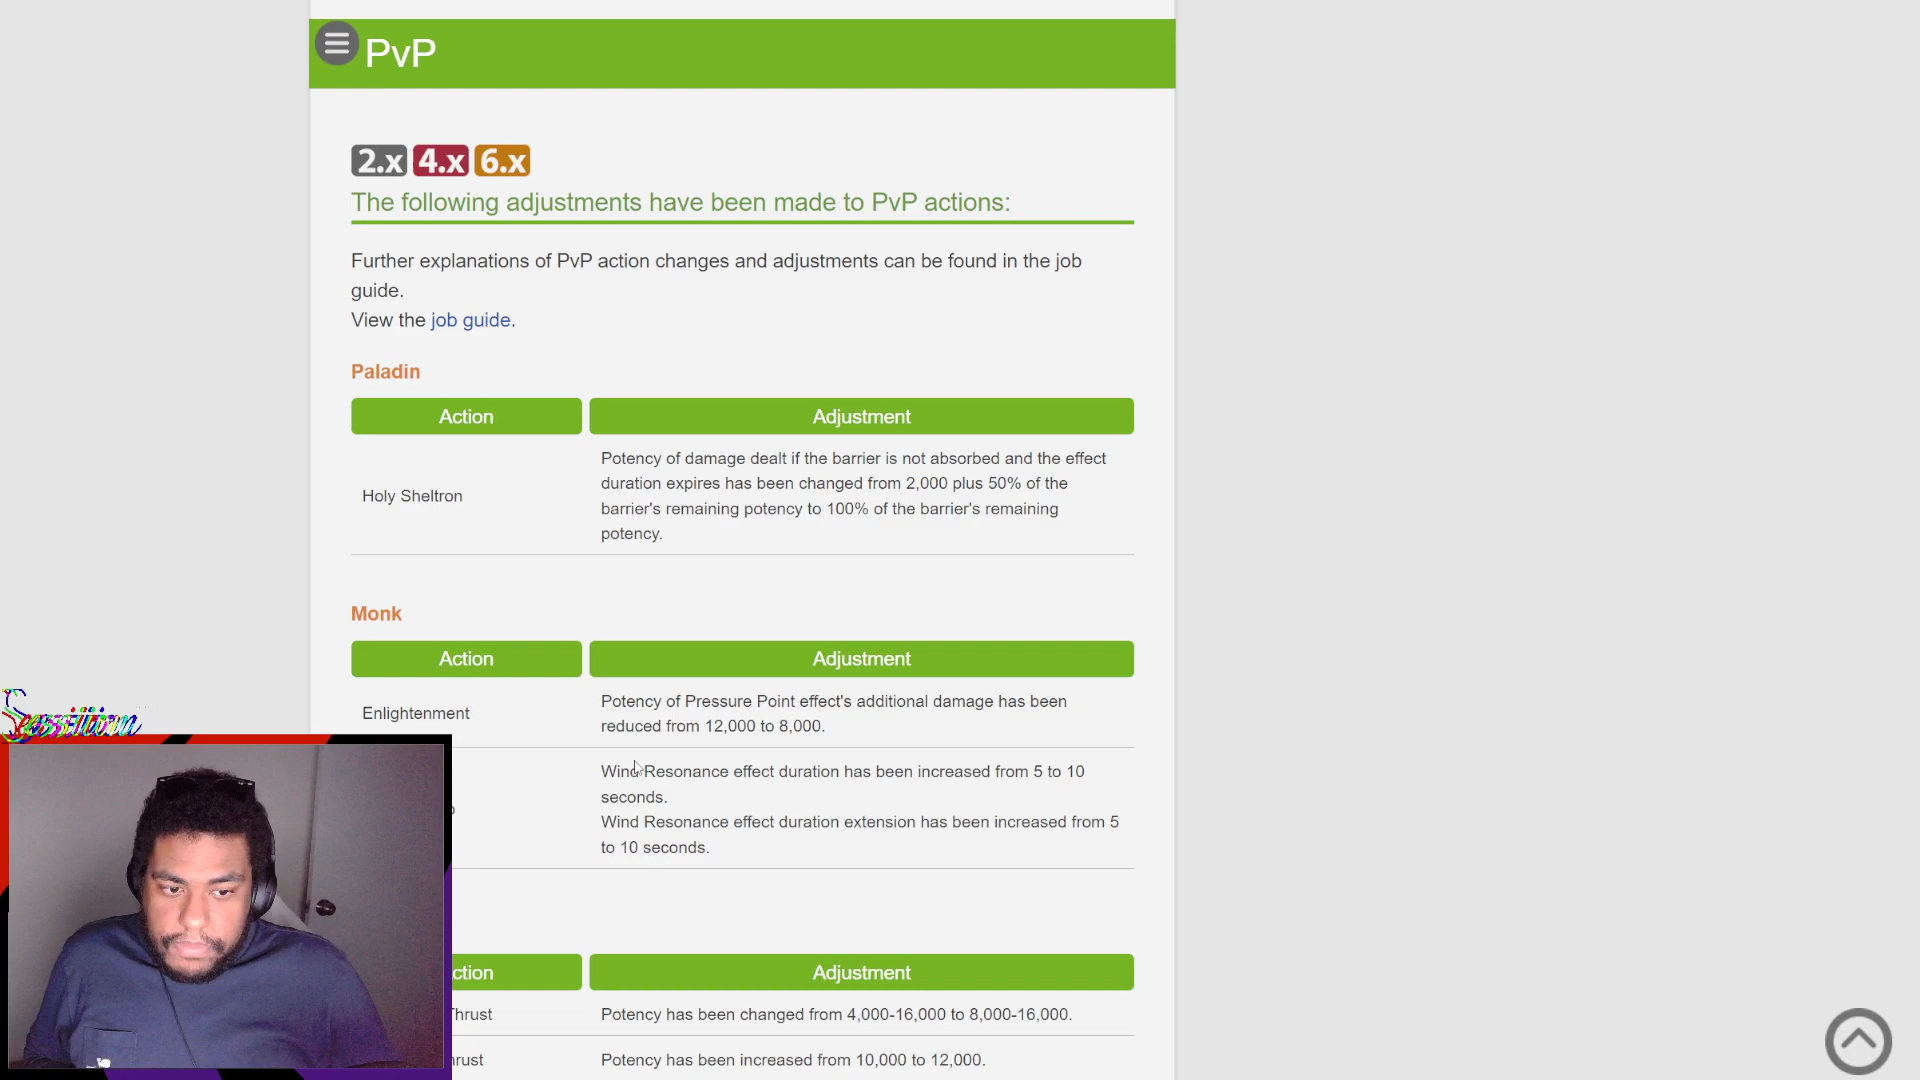 PvP
2.x 4.x 6.x
The following adjustments have been made to PvP actions:
Further explanations of PvP action changes and adjustments can be found in the job
guide.
View the job guide.
Paladin
Action Adjustment
Holy Sheltron
Potency of damage dealt if the barrier is not absorbed and the effect
duration expires has been changed from 2,000 plus 50% of the
barrier's remaining potency to 100% of the barrier's remaining
potency.
Monk
Action Adjustment
Enlightenment
Potency of Pressure Point effect's additional damage has been
reduced from 12,000 to 8,000.
Wind Resonance effect duration has been increased from 5 to 10
seconds.
Wind Resonance effect duration extension has been increased from 5
to 10 seconds.
ction Adjustment
Thrust Potency has been changed from 4,000-16,000 to 8,000-16,000.
hrust Potency has been increased from 10,000 to 12,000.